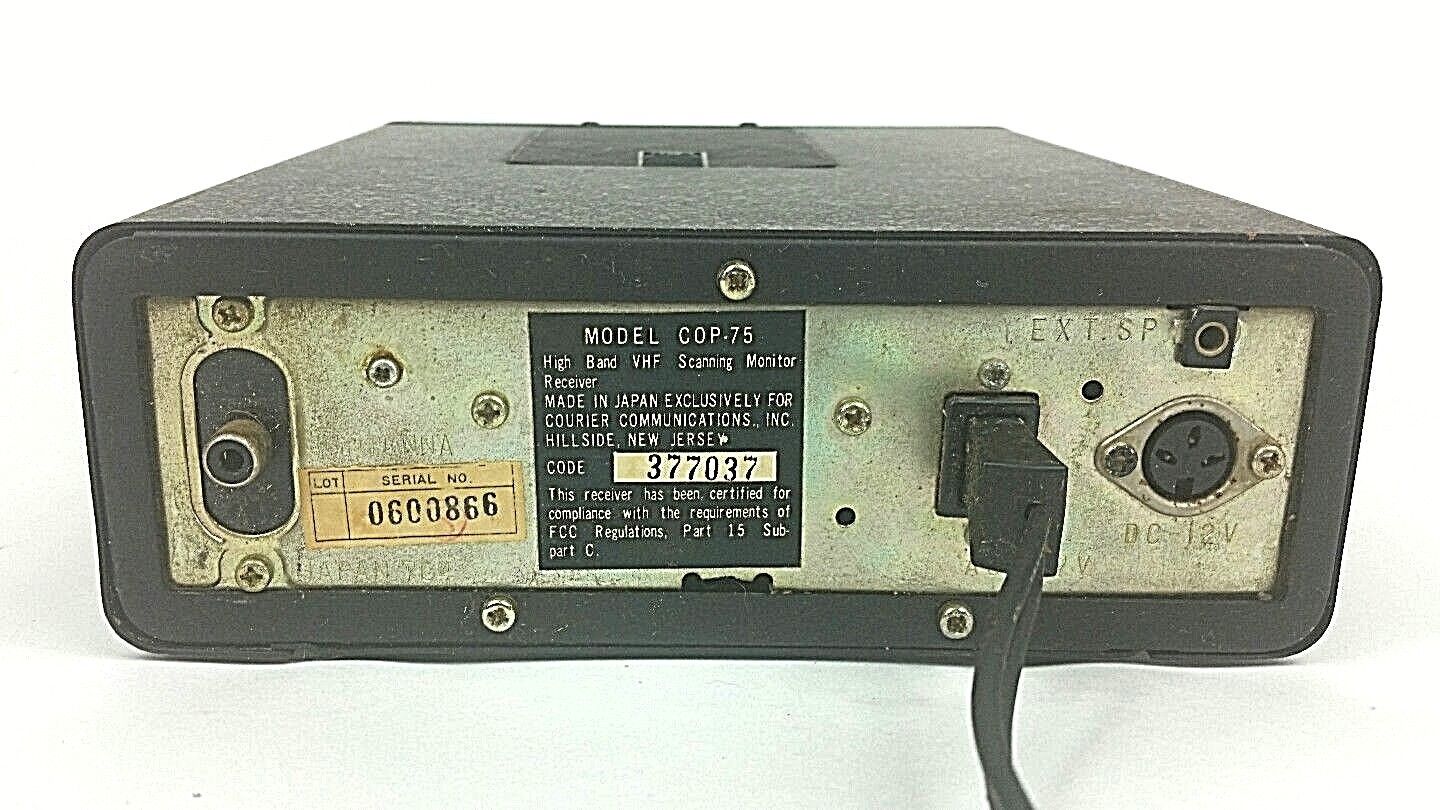 MODEL COP-75
High Band VHF Scanning Monitor
Receiver
MADE IN JAPAN EXCLUSIVELY FOR
COURIER COMMUNICATIONS., INC.
HILLSIDE, NEW JERSEY
CODE 377037
This receiver has been certified for
compliance with the requirements of
FCC Regulations, Part 15 Sub-
part C.
LOT SERIAL NO.
0600866
EXT. SP
DC-12V
JAPAN